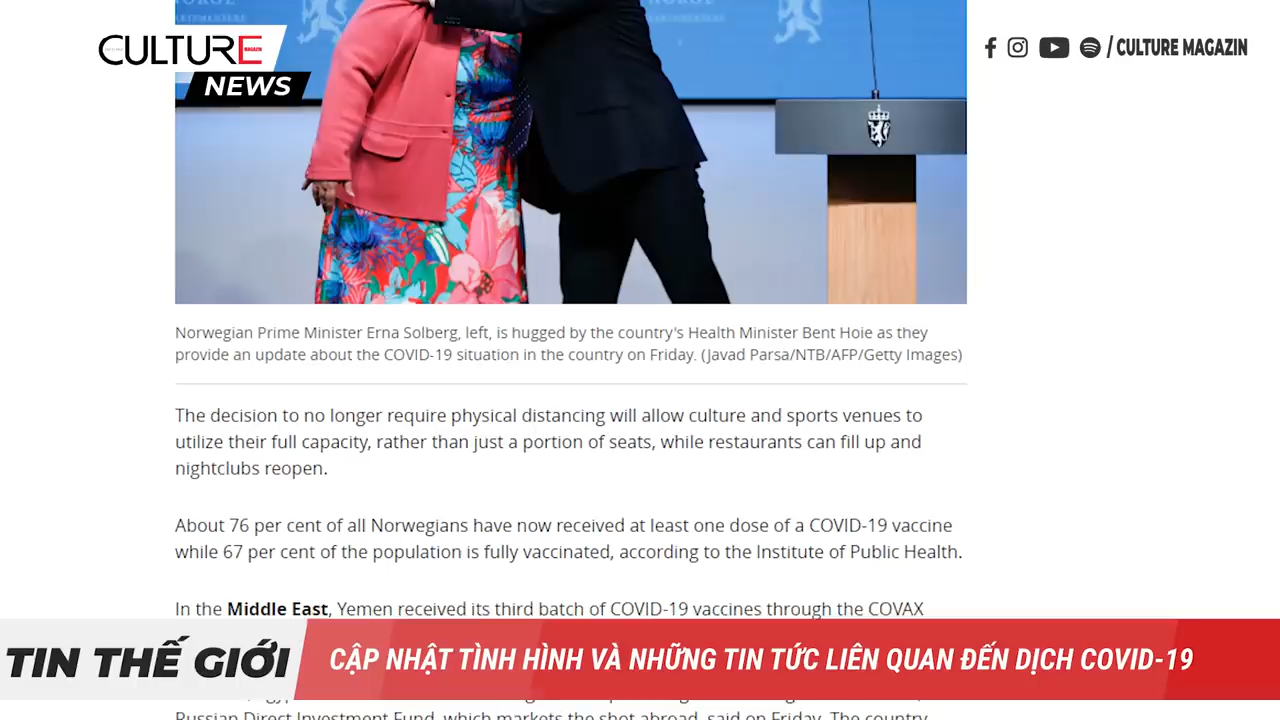 CULTURE
MAGAZIN
NEWS
/ CULTURE MAGAZIN
NORGE
Norwegian Prime Minister Erna Solberg, left, is hugged by the country's Health Minister Bent Hoie as they
provide an update about the COVID-19 situation in the country on Friday. (Javad Parsa/NTB/AFP/Getty Images)
The decision to no longer require physical distancing will allow culture and sports venues to
utilize their full capacity, rather than just a portion of seats, while restaurants can fill up and
nightclubs reopen.
About 76 per cent of all Norwegians have now received at least one dose of a COVID-19 vaccine
while 67 per cent of the population is fully vaccinated, according to the Institute of Public Health.
In the Middle East, Yemen received its third batch of COVID-19 vaccines through the COVAX
TIN THẾ GIỚI
CẬP NHẬT TÌNH HÌNH VÀ NHỮNG TIN TỨC LIÊN QUAN ĐẾN DỊCH COVID-19
Russian Direct Investment Fund, which markets the shot abroad, said on Friday. The country